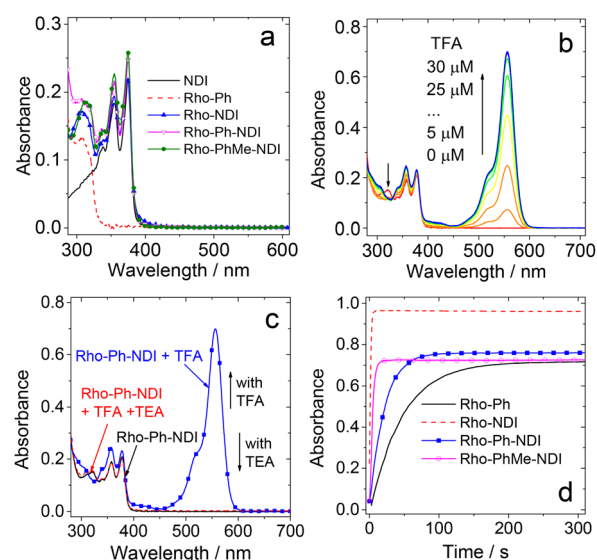 a
0.3
0.2
0.1
0.0
Absorbance
NDI
Rho-Ph
Rho-NDI
Rho-Ph-NDI
Rho-PhMe-NDI
300 400 500 600
Wavelength / nm
b
0.8
0.6
0.4
0.2
0.0
Absorbance
TFA
30 μM
25 μM
...
5 μM
0 μM
300 400 500 600 700
Wavelength / nm
c
0.8
0.6
0.4
0.2
0.0
Absorbance
Rho-Ph-NDI + TFA
with
TFA
Rho-Ph-NDI
+ TFA +TEA
Rho-Ph-NDI
with
TEA
300 400 500 600 700
Wavelength / nm
1.0
0.8
0.6
0.4
0.2
0.0
Absorbance
Rho-Ph
Rho-NDI
Rho-Ph-NDI
Rho-PhMe-NDI
d
0 100 200 300
Time / s